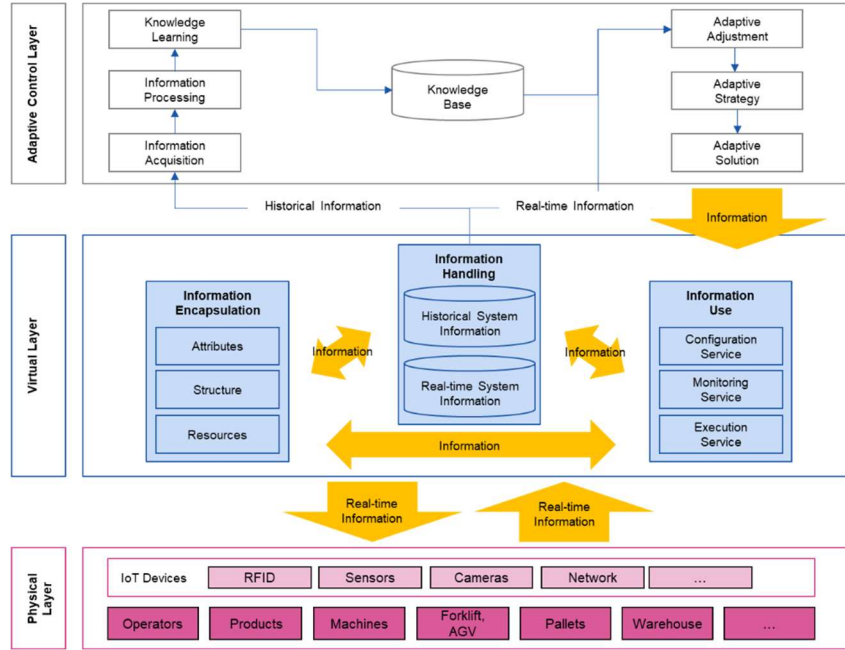 Adaptive Control Layer
Knowledge
Learning
Information
Processing
Information
Acquisition
Knowledge
Base
Adaptive
Adjustment
Adaptive
Strategy
Adaptive
Solution
Historical Information
Real-time Information
Information
Virtual Layer
Information
Encapsulation
Attributes
Structure
Resources
Information
Information
Handling
Historical System
Information
Real-time System
Information
Information
Information
Use
Configuration
Service
Monitoring
Service
Execution
Service
Information
Real-time
Information
Real-time
Information
Physical
Layer
IoT Devices
RFID
Sensors
Cameras
Network
...
Operators
Products
Machines
Forklift,
AGV
Pallets
Warehouse
...